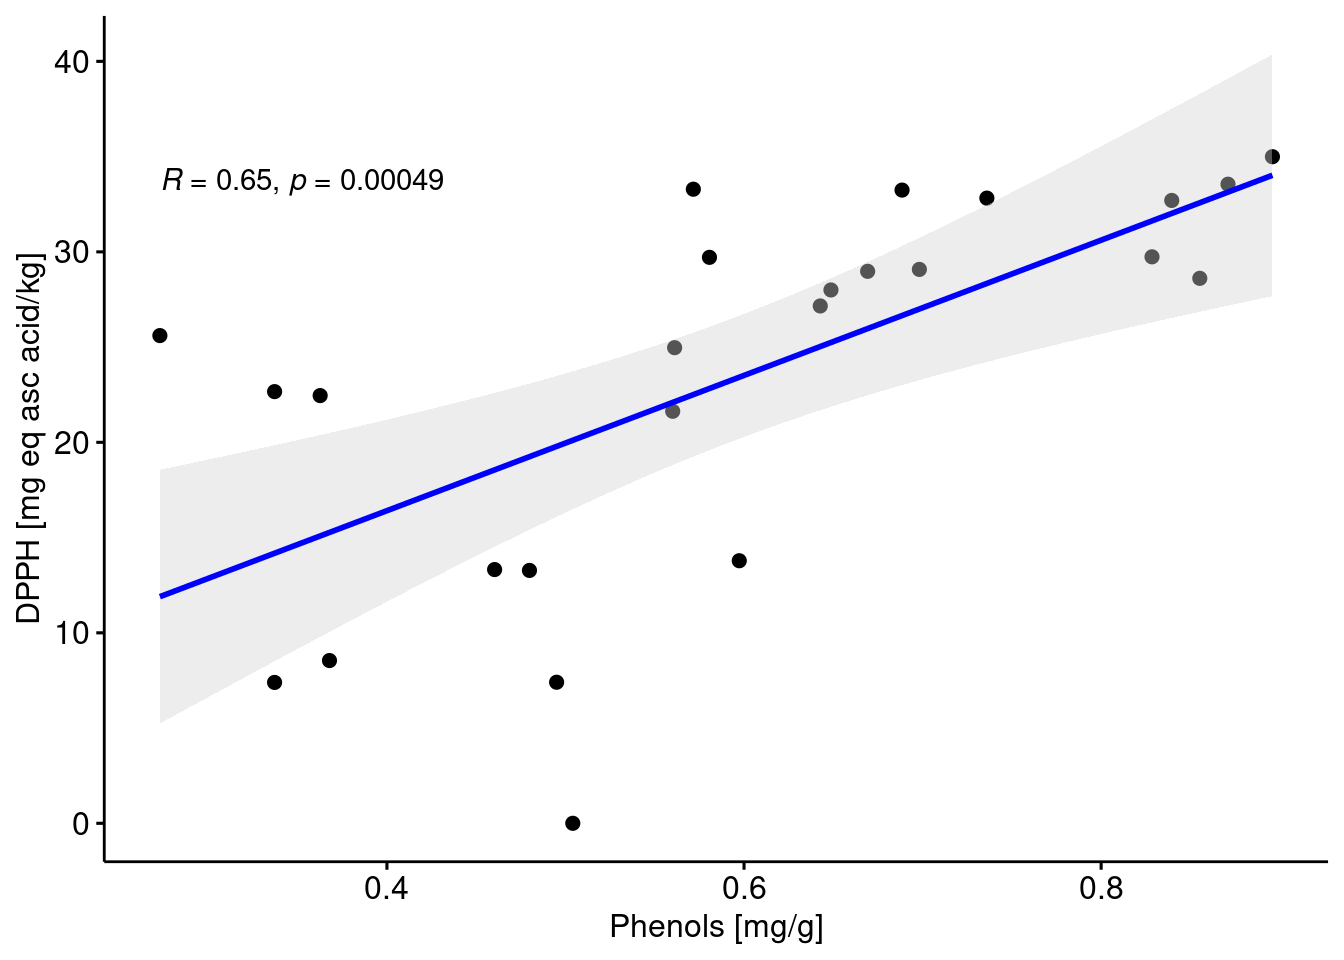 R = 0.65, p = 0.00049
40
30
20
10
0
DPPH [mg eq asc acid/kg]
0.4 0.6 0.8
Phenols [mg/g]